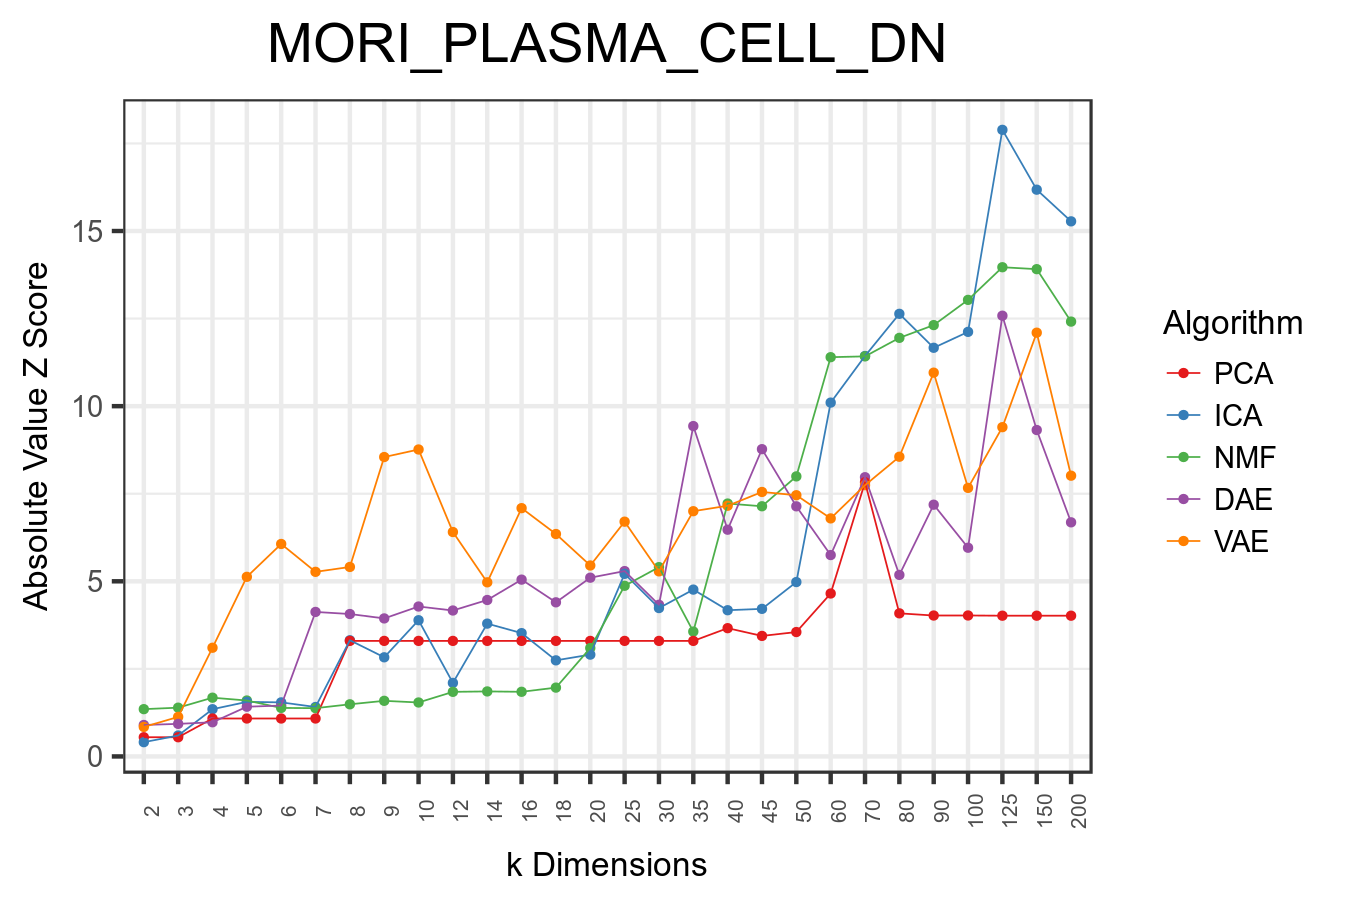 MORI_PLASMA_CELL_DN
Absolute Value Z Score
15
10
5
0
2 3 4 5 6 7 8 9 10 12 14 16 18 20 25 30 35 40 45 50 60 70 80 90 100 125 150 200
k Dimensions
Algorithm
PCA
ICA
NMF
DAE
VAE